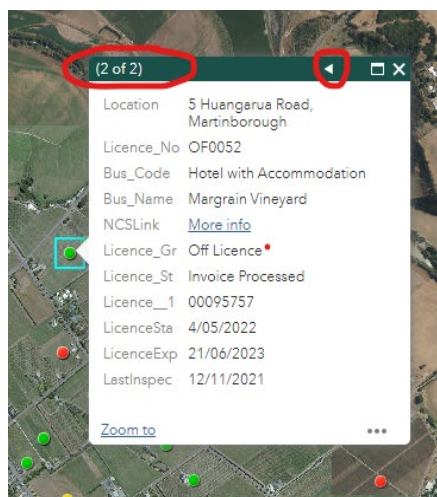 (2 of 2)
Location 5 Huangarua Road,
Martinborough
Licence_No OF0052
Bus_Code Hotel with Accommodation
Bus_Name Margrain Vineyard
NCSLink More info
Licence_Gr Off Licence
Licence_St Invoice Processed
Licence__1 00095757
LicenceSta 4/05/2022
LicenceExp 21/06/2023
LastInspec 12/11/2021
Zoom to